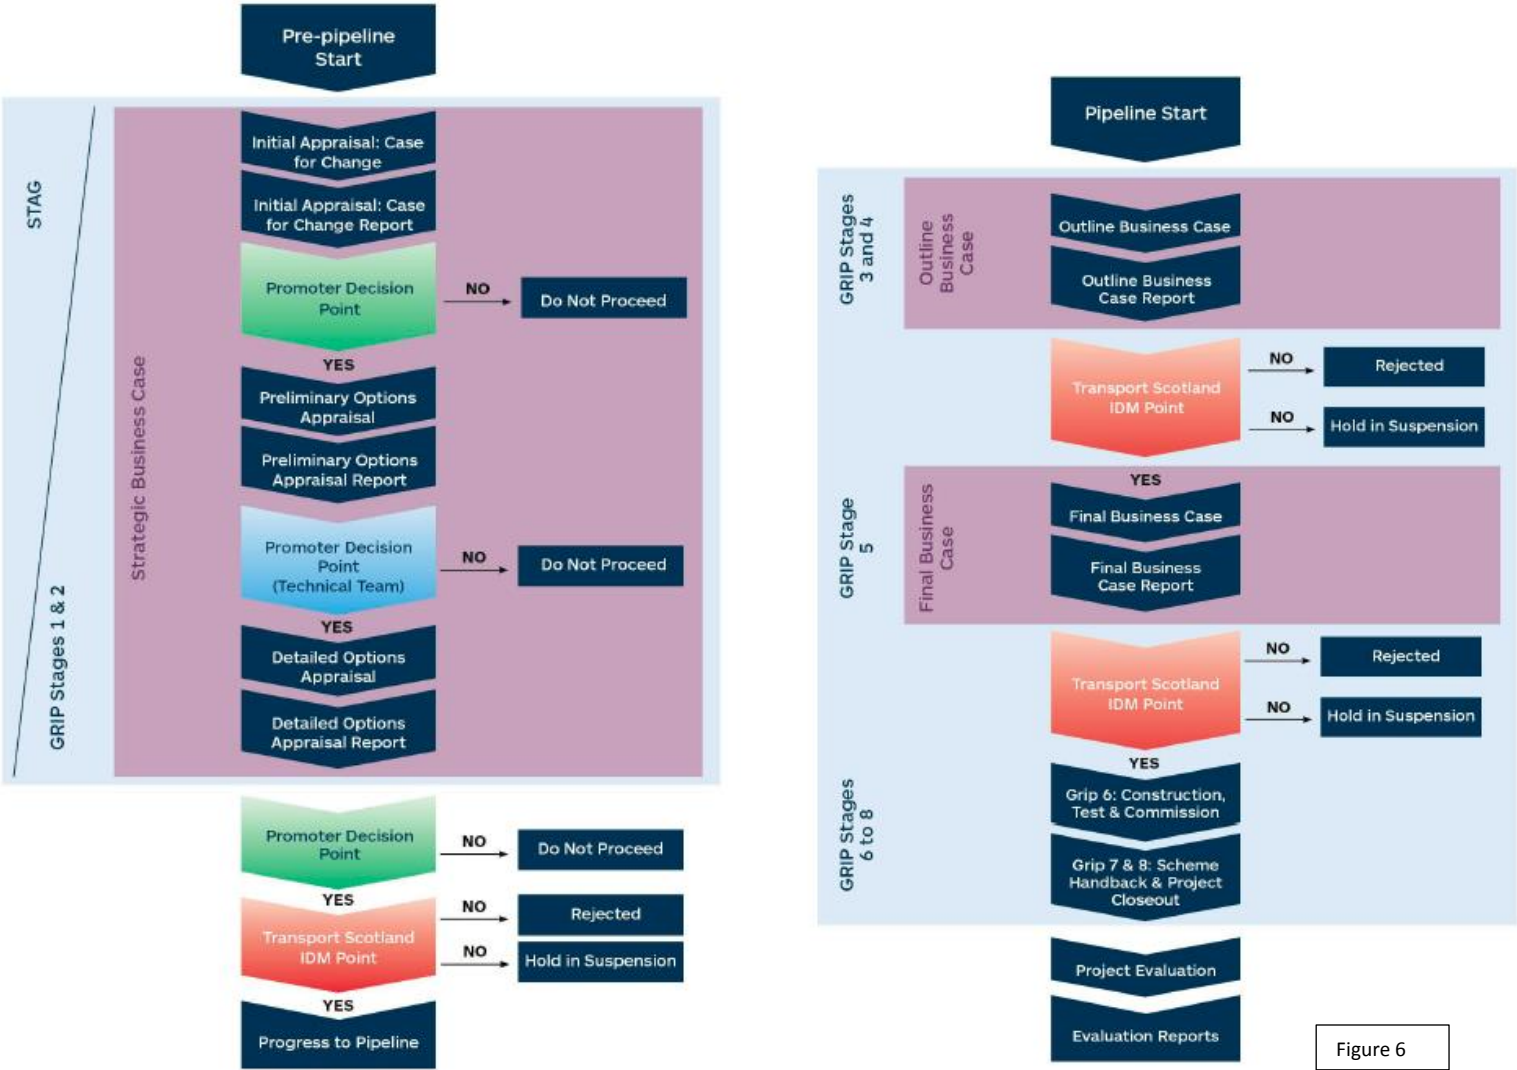 Pre-pipeline
Start
STAG
GRIP Stages 1 & 2
Strategic Business Case
Initial Appraisal: Case
for Change
Initial Appraisal: Case
for Change Report
Promoter Decision
Point
NO
Do Not Proceed
YES
Preliminary Options
Appraisal
Preliminary Options
Appraisal Report
Promoter Decision
Point
(Technical Team)
NO
Do Not Proceed
YES
Detailed Options
Appraisal
Detailed Options
Appraisal Report
Promoter Decision
Point
NO
Do Not Proceed
YES
Transport Scotland
IDM Point
NO
Rejected
NO
Hold in Suspension
YES
Progress to Pipeline
Pipeline Start
GRIP Stages
3 and 4
Outline
Business
Case
Outline Business Case
Outline Business
Case Report
Transport Scotland
IDM Point
NO
Rejected
NO
Hold in Suspension
GRIP Stage
5
Final Business
Case
YES
Final Business Case
Final Business
Case Report
Transport Scotland
IDM Point
NO
Rejected
NO
Hold in Suspension
YES
GRIP Stages
6 to 8
Grip 6: Construction,
Test & Commission
Grip 7 & 8: Scheme
Handback & Project
Closeout
Project Evaluation
Evaluation Reports
Figure 6